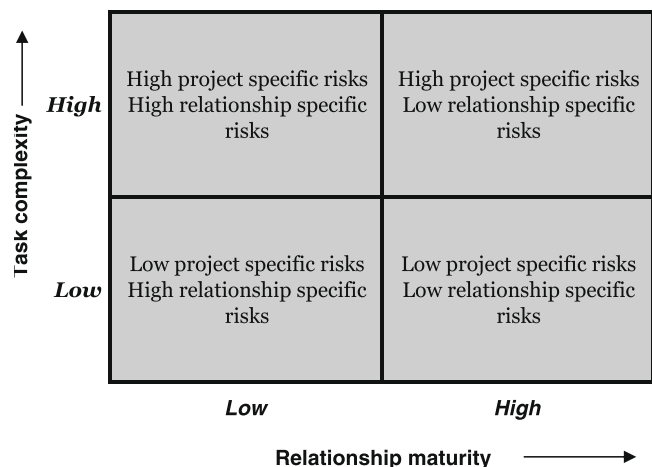 High project specific risks
High relationship specific
risks
High project specific risks
Low relationship specific
risks
High
Task complexity
Low project specific risks
High relationship specific
risks
Low project specific risks
Low relationship specific
risks
Low
Low
High
Relationship maturity